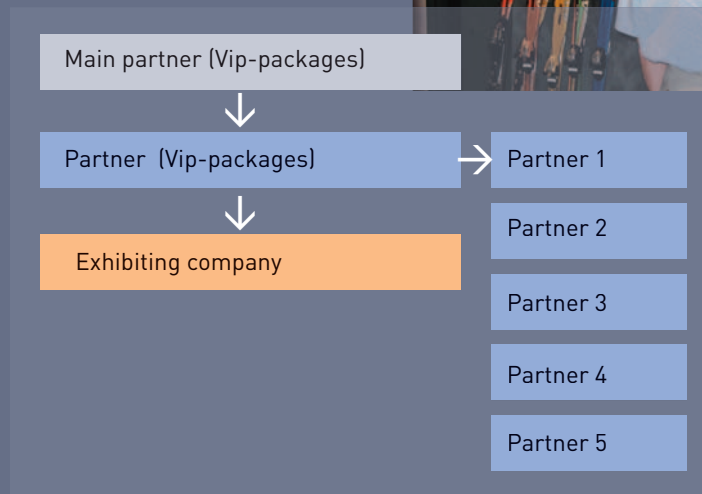 Main partner (Vip-packages)
Partner (Vip-packages)
Partner 1
Partner 2
Exhibiting company
Partner 3
Partner 4
Partner 5